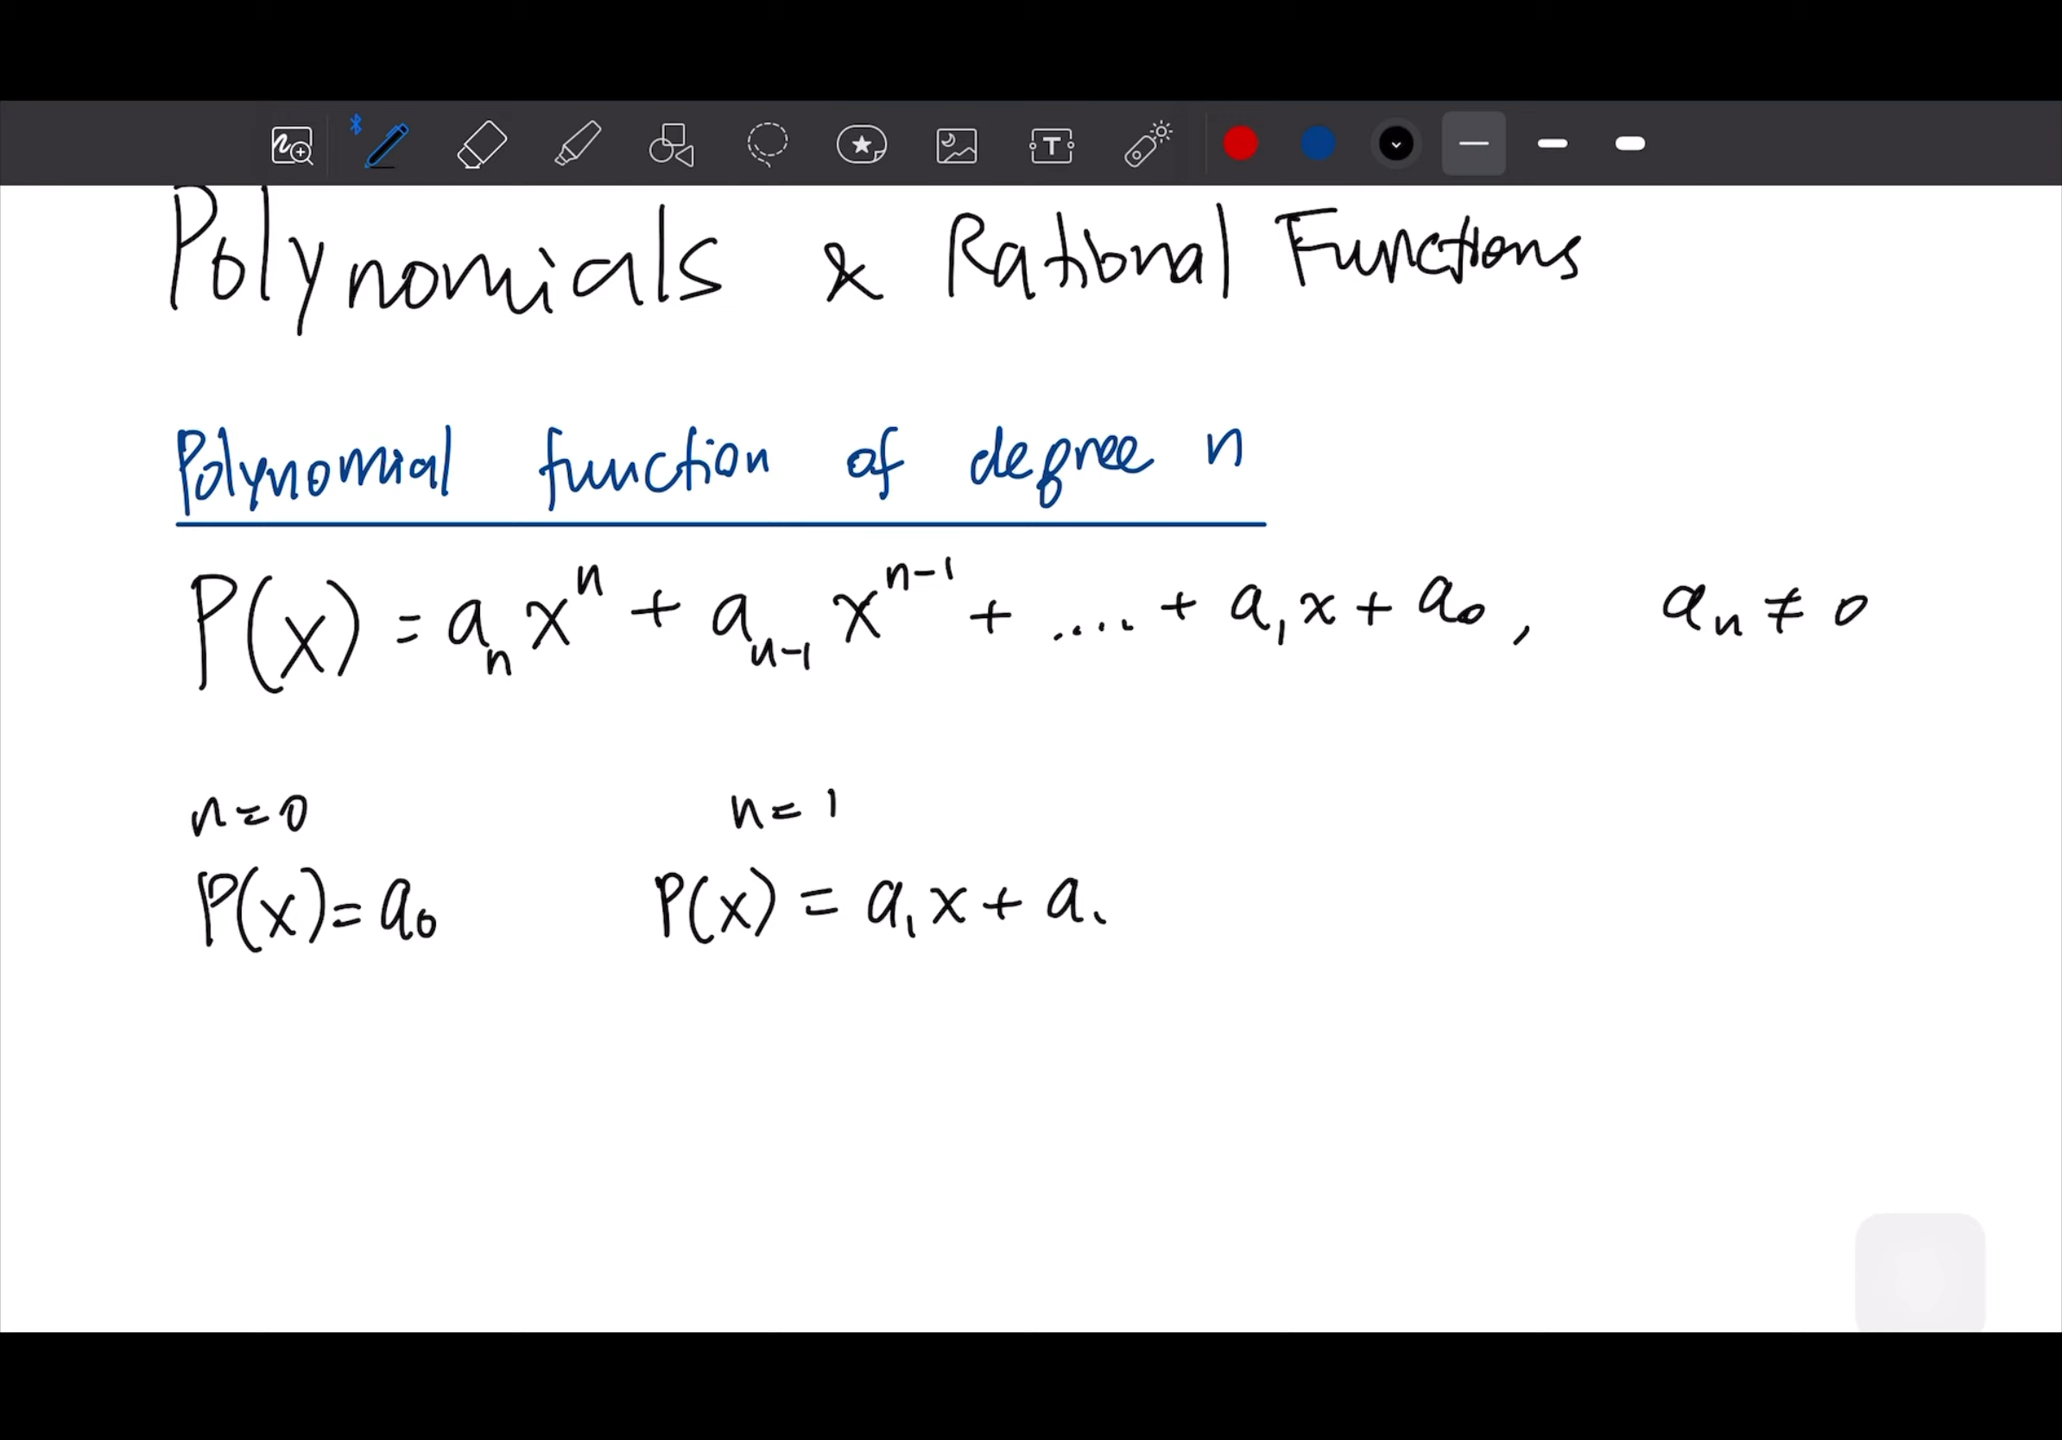 Polynomials & Rational Functions
Polynomial function of degree n
P(x) = aₙxⁿ + aₙ₋₁xⁿ⁻¹ + .... + a₁x + a₀, aₙ ≠ 0
n=0 n=1
P(x)=a₀ P(x) = a₁x + a